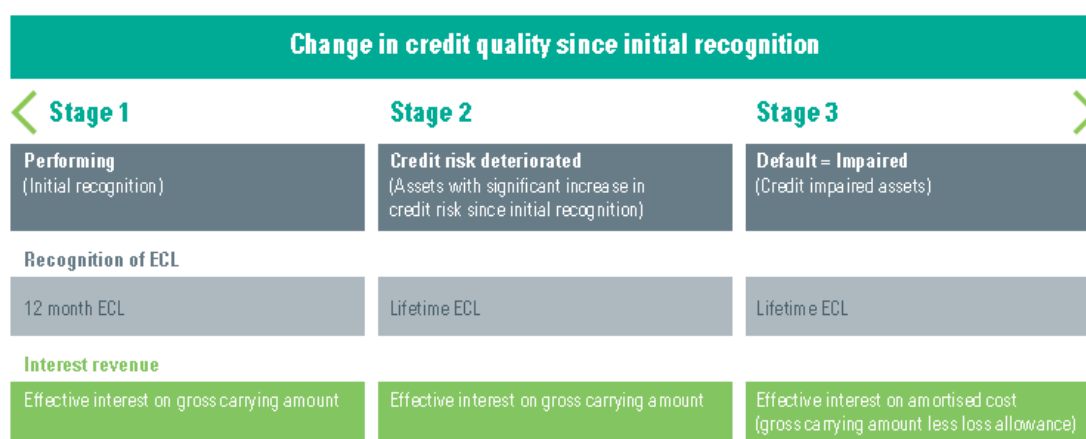 Change in credit quality since initial recognition
Stage 1
Stage 2
Stage 3
Performing
(Initial recognition)
Credit risk deteriorated
(Assets with significant increase in
credit risk since initial recognition)
Default = Impaired
(Credit impaired assets)
Recognition of ECL
12 month ECL
Lifetime ECL
Lifetime ECL
Interest revenue
Effective interest on gross carrying amount
Effective interest on gross carrying amount
Effective interest on amortised cost
(gross carrying amount less loss allowance)